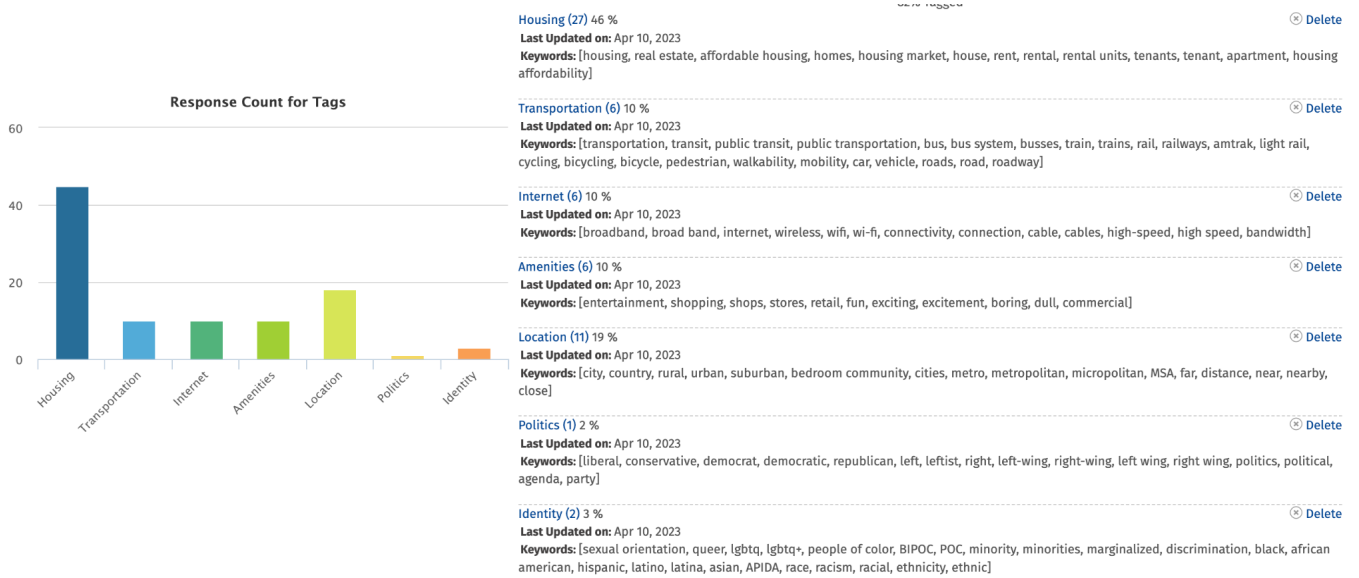 Response Count for Tags
60
40
20
0
Housing
Transportation
Internet
Amenities
Location
Politics
Identity
Housing (27) 46 % Delete
Last Updated on: Apr 10, 2023
Keywords: [housing, real estate, affordable housing, homes, housing market, house, rent, rental, rental units, tenants, tenant, apartment, housing
affordability]
Transportation (6) 10 % Delete
Last Updated on: Apr 10, 2023
Keywords: [transportation, transit, public transit, public transportation, bus, bus system, busses, train, trains, rail, railways, amtrak, light rail,
cycling, bicycling, bicycle, pedestrian, walkability, mobility, car, vehicle, roads, road, roadway]
Internet (6) 10 % Delete
Last Updated on: Apr 10, 2023
Keywords: [broadband, broad band, internet, wireless, wifi, wi-fi, connectivity, connection, cable, cables, high-speed, high speed, bandwidth]
Amenities (6) 10 % Delete
Last Updated on: Apr 10, 2023
Keywords: [entertainment, shopping, shops, stores, retail, fun, exciting, excitement, boring, dull, commercial]
Location (11) 19 % Delete
Last Updated on: Apr 10, 2023
Keywords: [city, country, rural, urban, suburban, bedroom community, cities, metro, metropolitan, micropolitan, MSA, far, distance, near, nearby,
close]
Politics (1) 2 % Delete
Last Updated on: Apr 10, 2023
Keywords: [liberal, conservative, democrat, democratic, republican, left, leftist, right, left-wing, right-wing, left wing, right wing, politics, political,
agenda, party]
Identity (2) 3 % Delete
Last Updated on: Apr 10, 2023
Keywords: [sexual orientation, queer, lgbtq, lgbtq+, people of color, BIPOC, POC, minority, minorities, marginalized, discrimination, black, african
american, hispanic, latino, latina, asian, APIDA, race, racism, racial, ethnicity, ethnic]